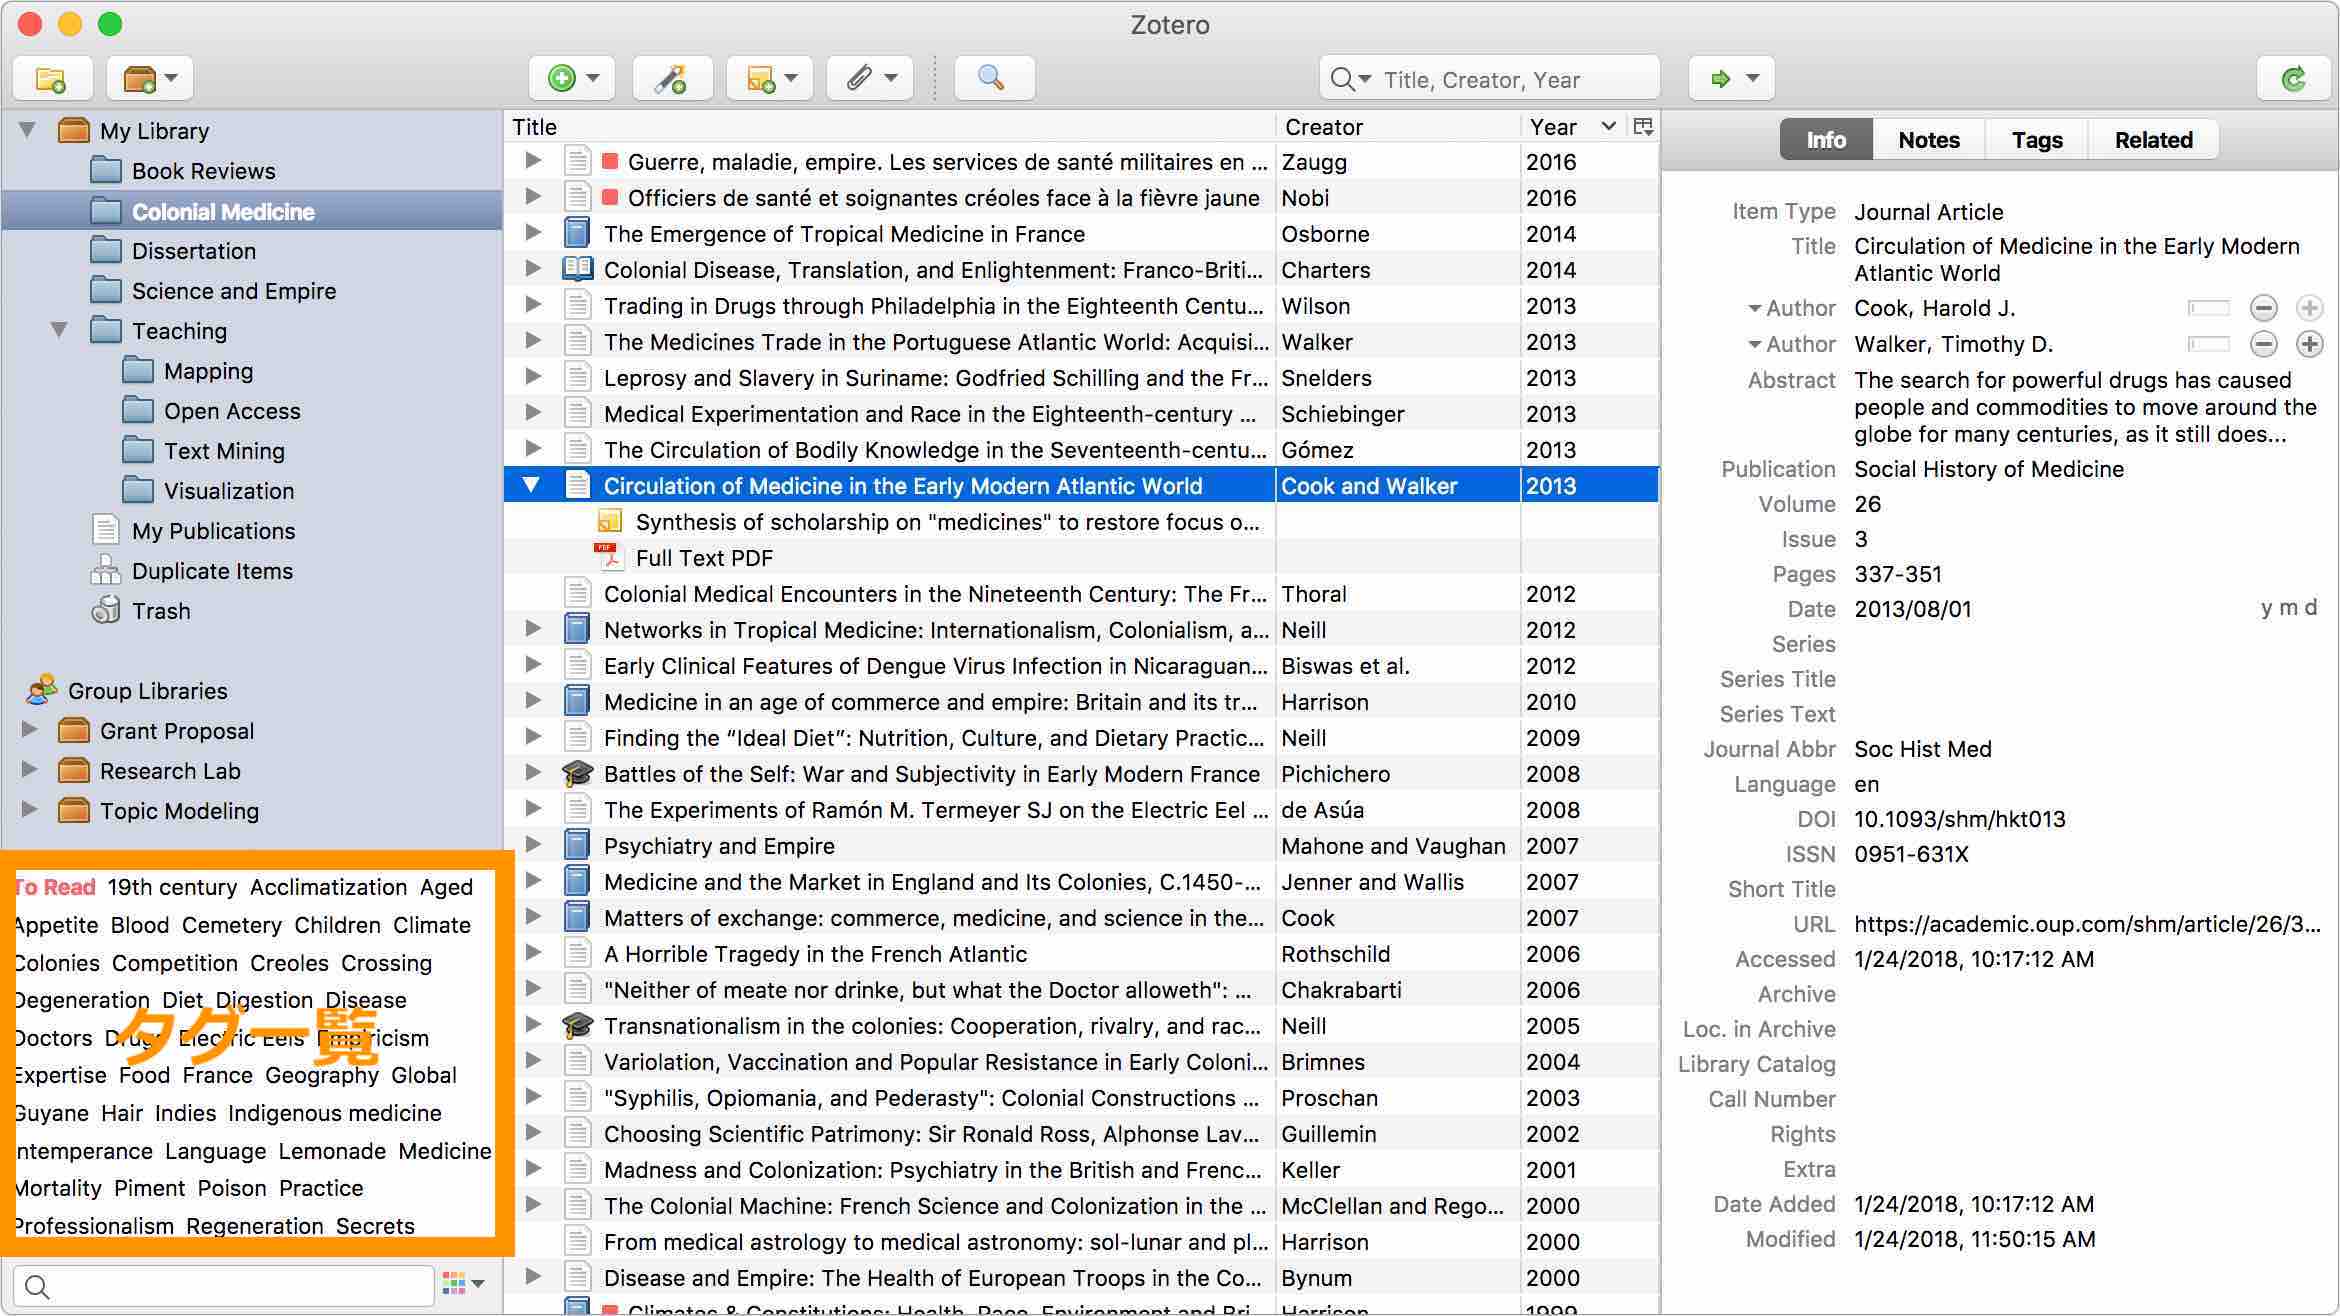 Zotero
Title, Creator, Year
My Library
Book Reviews
Colonial Medicine
Dissertation
Science and Empire
Teaching
Mapping
Open Access
Text Mining
Visualization
My Publications
Duplicate Items
Trash
Group Libraries
Grant Proposal
Research Lab
Topic Modeling
To Read 19th century Acclimatization Aged
Appetite Blood Cemetery Children Climate
Colonies Competition Creoles Crossing
Degeneration Diet Digestion Disease
Doctors Drugs Electric Eels Empiricism
タグ一覧
Expertise Food France Geography Global
Guyane Hair Indies Indigenous medicine
Intemperance Language Lemonade Medicine
Mortality Piment Poison Practice
Professionalism Regeneration Secrets
Title Creator Year
Guerre, maladie, empire. Les services de santé militaires en ... Zaugg 2016
Officiers de santé et soignantes créoles face à la fièvre jaune Nobi 2016
The Emergence of Tropical Medicine in France Osborne 2014
Colonial Disease, Translation, and Enlightenment: Franco-Briti... Charters 2014
Trading in Drugs through Philadelphia in the Eighteenth Centu... Wilson 2013
The Medicines Trade in the Portuguese Atlantic World: Acquisi... Walker 2013
Leprosy and Slavery in Suriname: Godfried Schilling and the Fr... Snelders 2013
Medical Experimentation and Race in the Eighteenth-century ... Schiebinger 2013
The Circulation of Bodily Knowledge in the Seventeenth-centu... Gómez 2013
Circulation of Medicine in the Early Modern Atlantic World Cook and Walker 2013
Synthesis of scholarship on "medicines" to restore focus o...
PDF Full Text PDF
Colonial Medical Encounters in the Nineteenth Century: The Fr... Thoral 2012
Networks in Tropical Medicine: Internationalism, Colonialism, a... Neill 2012
Early Clinical Features of Dengue Virus Infection in Nicaraguan... Biswas et al. 2012
Medicine in an age of commerce and empire: Britain and its tr... Harrison 2010
Finding the “Ideal Diet”: Nutrition, Culture, and Dietary Practic... Neill 2009
Battles of the Self: War and Subjectivity in Early Modern France Pichichero 2008
The Experiments of Ramón M. Termeyer SJ on the Electric Eel ... de Asúa 2008
Psychiatry and Empire Mahone and Vaughan 2007
Medicine and the Market in England and Its Colonies, C.1450-... Jenner and Wallis 2007
Matters of exchange: commerce, medicine, and science in the... Cook 2007
A Horrible Tragedy in the French Atlantic Rothschild 2006
"Neither of meate nor drinke, but what the Doctor alloweth": ... Chakrabarti 2006
Transnationalism in the colonies: Cooperation, rivalry, and rac... Neill 2005
Variolation, Vaccination and Popular Resistance in Early Coloni... Brimnes 2004
"Syphilis, Opiomania, and Pederasty": Colonial Constructions ... Proschan 2003
Choosing Scientific Patrimony: Sir Ronald Ross, Alphonse Lav... Guillemin 2002
Madness and Colonization: Psychiatry in the British and Frenc... Keller 2001
The Colonial Machine: French Science and Colonization in the ... McClellan and Rego... 2000
From medical astrology to medical astronomy: sol-lunar and pl... Harrison 2000
Disease and Empire: The Health of European Troops in the Co... Bynum 2000
Climates & Constitutions: Health, Race, Environment and Bri... Harrison 1999
Info Notes Tags Related
Item Type Journal Article
Title Circulation of Medicine in the Early Modern
Atlantic World
Author Cook, Harold J.
Author Walker, Timothy D.
Abstract The search for powerful drugs has caused
people and commodities to move around the
globe for many centuries, as it still does...
Publication Social History of Medicine
Volume 26
Issue 3
Pages 337-351
Date 2013/08/01 y m d
Series
Series Title
Series Text
Journal Abbr Soc Hist Med
Language en
DOI 10.1093/shm/hkt013
ISSN 0951-631X
Short Title
URL https://academic.oup.com/shm/article/26/3...
Accessed 1/24/2018, 10:17:12 AM
Archive
Loc. in Archive
Library Catalog
Call Number
Rights
Extra
Date Added 1/24/2018, 10:17:12 AM
Modified 1/24/2018, 11:50:15 AM